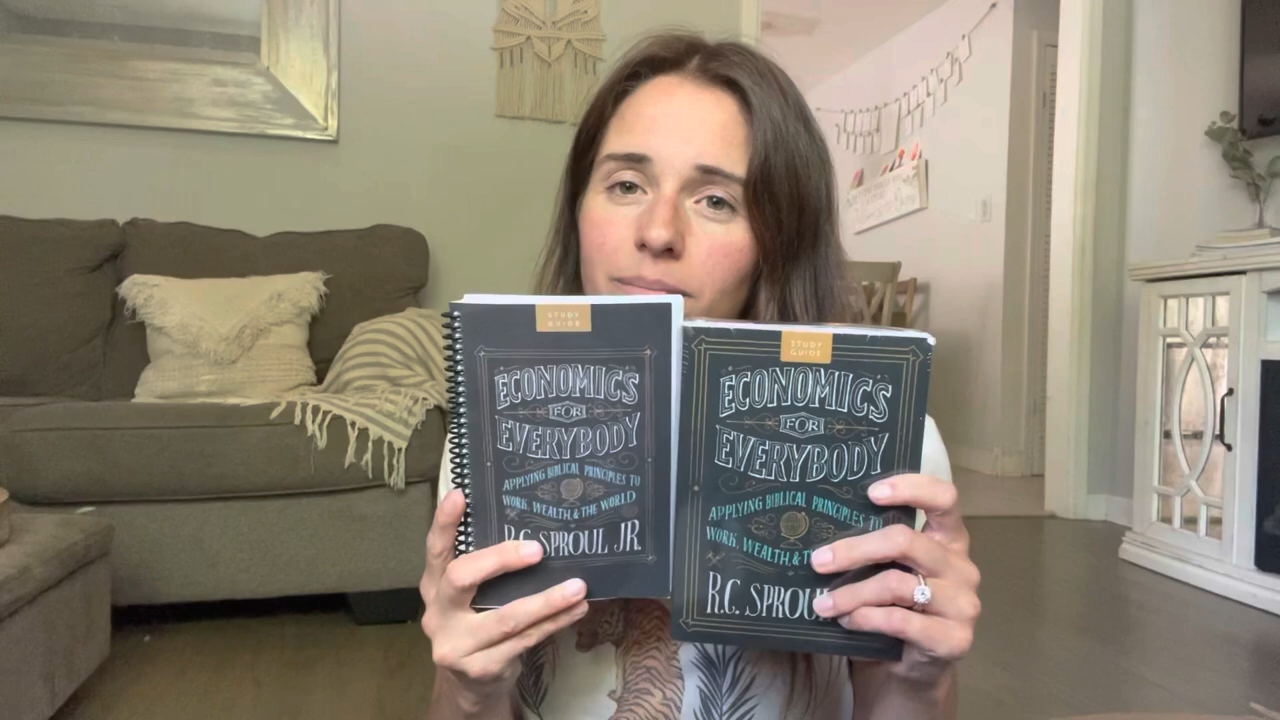 STUDY
GUIDE
ECONOMICS
FOR
EVERYBODY
APPLYING BIBLICAL PRINCIPLES TO
WORK, WEALTH, & THE WORLD
R.C. SPROUL JR.
STUDY
GUIDE
ECONOMICS
FOR
EVERYBODY
APPLYING BIBLICAL PRINCIPLES TO
WORK, WEALTH, & T
R.C. SPROU